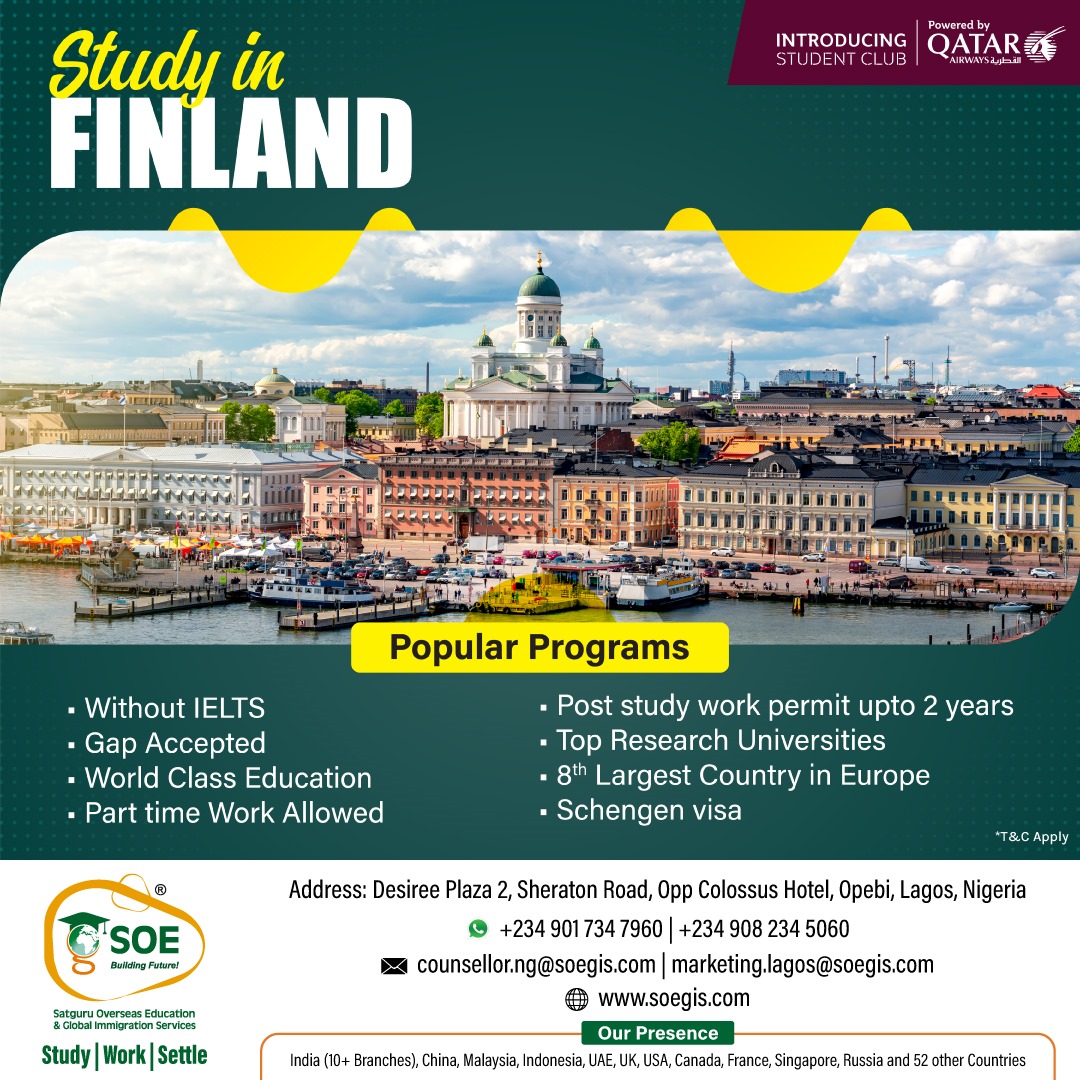 Study in
FINLAND
INTRODUCING
STUDENT CLUB
Powered by
QATAR
AIRWAYS القطرية
Popular Programs
▪ Without IELTS
▪ Gap Accepted
▪ World Class Education
▪ Part time Work Allowed
▪ Post study work permit upto 2 years
▪ Top Research Universities
▪ 8th Largest Country in Europe
▪ Schengen visa
*T&C Apply
®
SOE
Building Future!
Satguru Overseas Education
& Global Immigration Services
Study | Work | Settle
Address: Desiree Plaza 2, Sheraton Road, Opp Colossus Hotel, Opebi, Lagos, Nigeria
+234 901 734 7960 | +234 908 234 5060
counsellor.ng@soegis.com | marketing.lagos@soegis.com
www.soegis.com
Our Presence
India (10+ Branches), China, Malaysia, Indonesia, UAE, UK, USA, Canada, France, Singapore, Russia and 52 other Countries